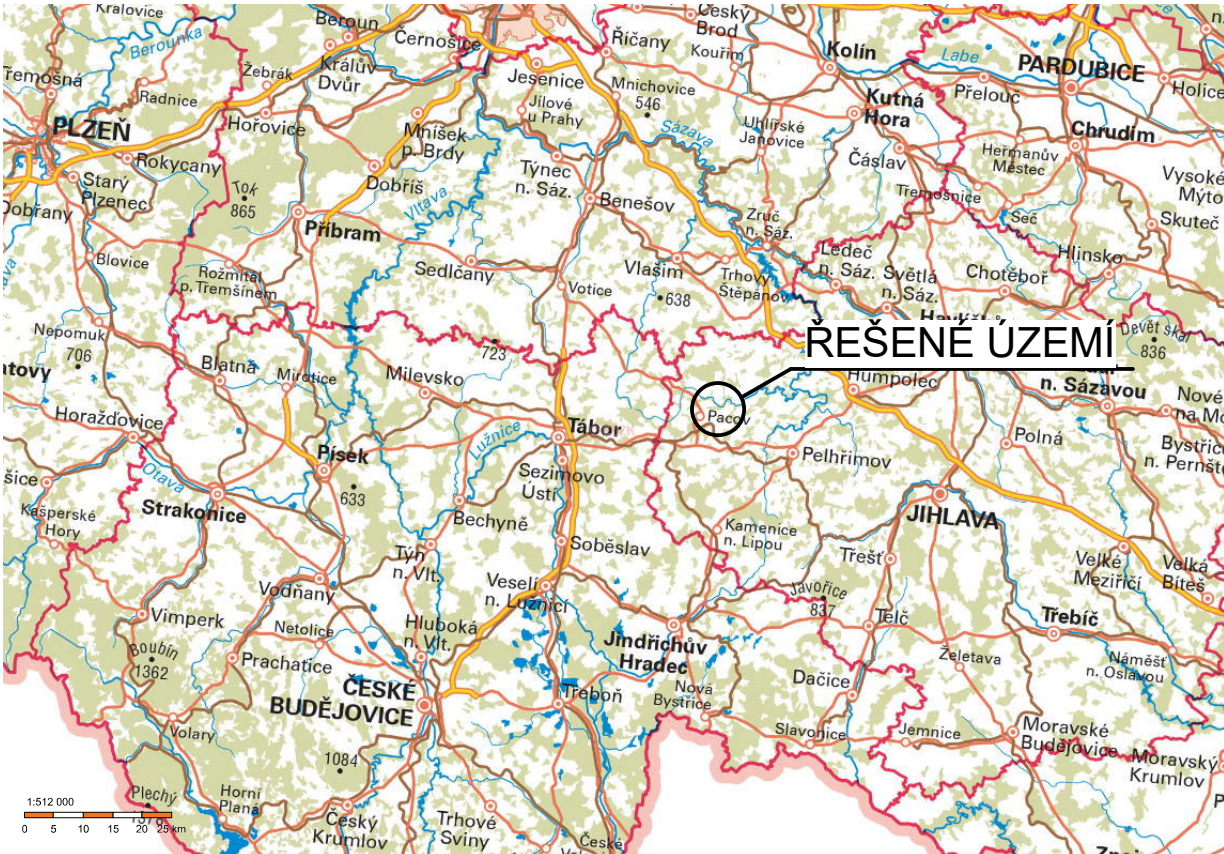 Kralovice
Beroun
Český
Brod
Berounka
Černošice
Říčany
Kouřim
Kolín
Labe
PARDUBICE
Žebrák
Králův
Dvůr
Jesenice
Mnichovice
546
Přelouč
Holice
Radnice
Jílové
u Prahy
Kutná
Hora
Hořovice
Mníšek
p. Brdy
Sázava
Uhlířské
Janovice
Chrudim
PLZEŇ
Rokycany
Týnec
n. Sáz.
Čáslav
Heřmanův
Městec
Starý
Plzenec
Tok
865
Dobříš
Vltava
Benešov
Třemošnice
Vysoké
Mýto
Dobřany
Příbram
Zruč
n. Sáz.
Seč
Skuteč
Blovice
Rožmitál
p. Třemšínem
Sedlčany
Vlašim
Trhový
Štěpánov
Ledeč
n. Sáz.
Světlá
n. Sáz.
Chotěboř
Hlinsko
Votice
638
Nepomuk
706
723
ŘEŠENÉ ÚZEMÍ
Devět skal
836
Blatná
Mirotice
Milevsko
Humpolec
n. Sázavou
Nové
Horažďovice
Pacov
Tábor
Lužnice
Polná
Bystřice
n. Pernšt
Písek
633
Sezimovo
Ústí
Pelhřimov
Otava
Strakonice
Bechyně
JIHLAVA
Kašperské
Hory
Kamenice
n. Lipou
Týn
n. Vlt.
Soběslav
Třešť
Velké
Meziříčí
Velká
Bíteš
Vodňany
Veselí
n. Lužnicí
Javořice
837
Vimperk
Netolice
Hluboká
n. Vlt.
Jindřichův
Hradec
Telč
Třebíč
Boubín
1362
Prachatice
Želetava
Náměšť
n. Oslavou
ČESKÉ
BUDĚJOVICE
Třeboň
Nová
Bystřice
Dačice
Volary
Slavonice
Jemnice
Moravské
Budějovice
1084
Moravský
Krumlov
Plechý
Horní
Planá
Český
Krumlov
Trhové
Sviny
České
1:512 000
0 5 10 15 20 25 km